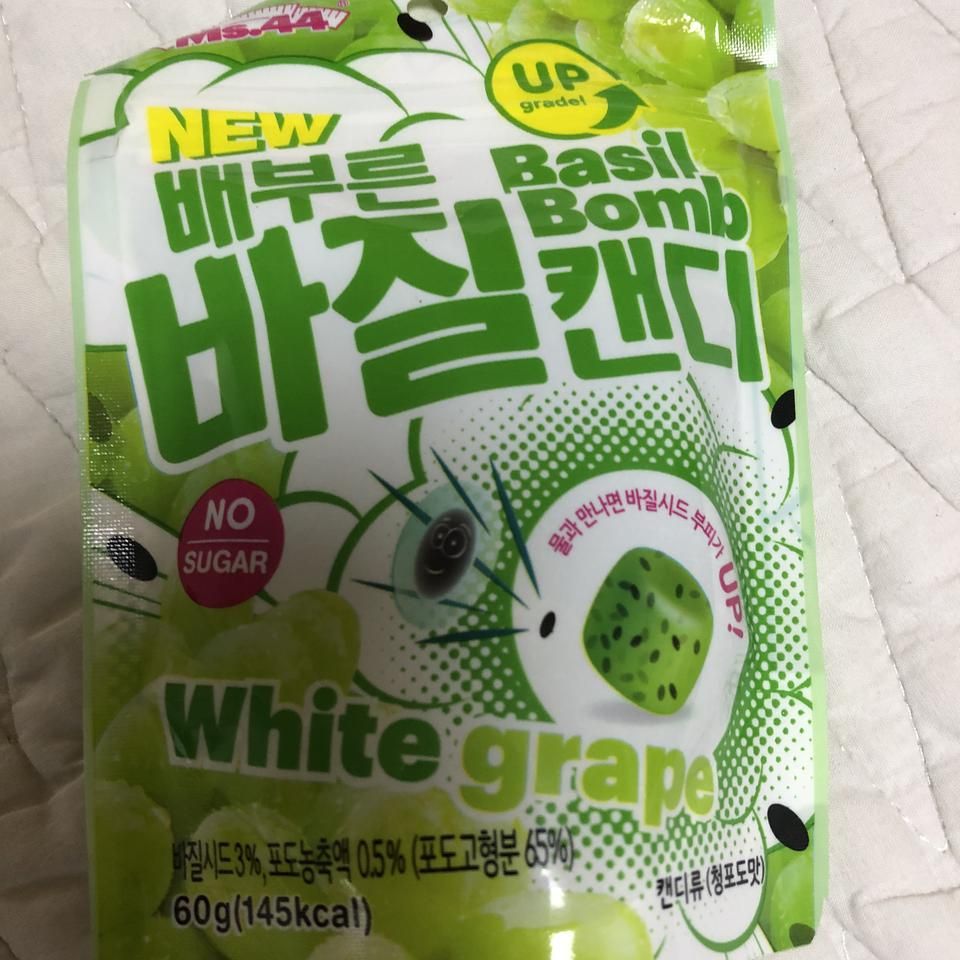 Ms.44
UP
grade!
NEW
배부른
바질캔디
Basil
Bomb
NO
SUGAR
물과 만나면 바질시드 부피가 UP!
White grape
바질시드3%, 포도농축액 0.5% (포도고형분 65%)
캔디류(청포도맛)
60g(145kcal)